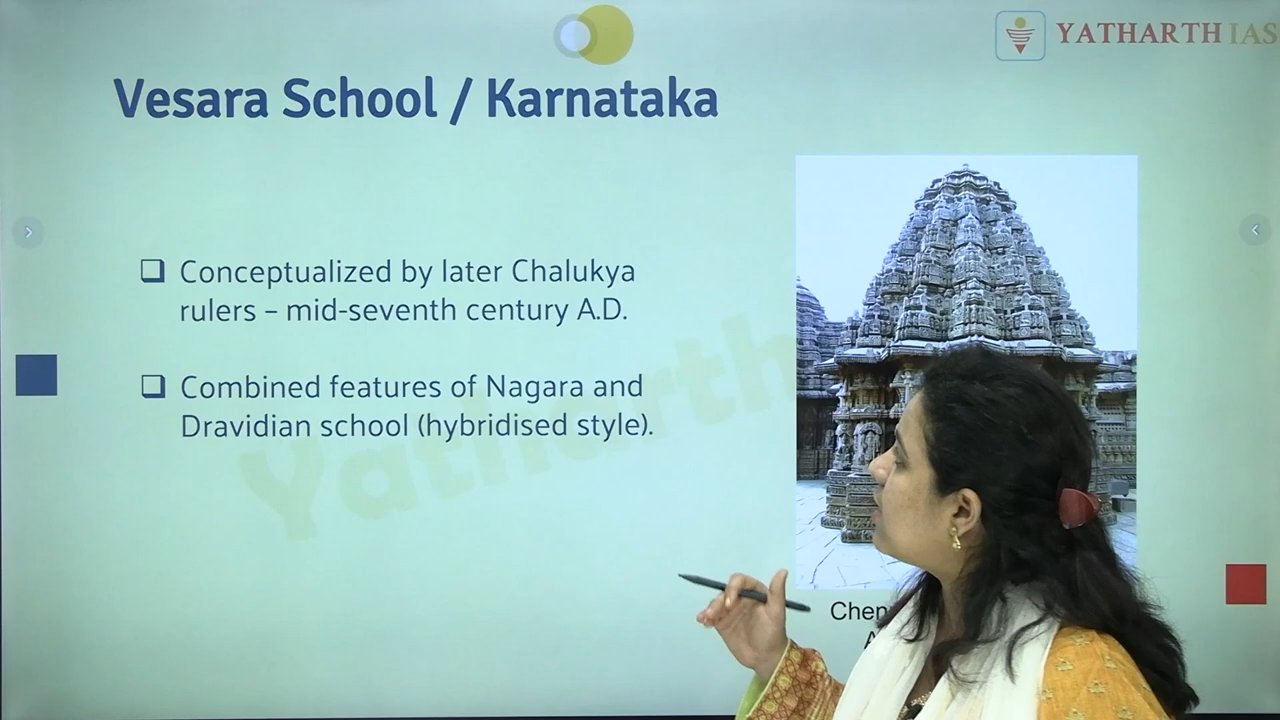 YATHARTH IAS
Vesara School / Karnataka
❑ Conceptualized by later Chalukya
rulers – mid-seventh century A.D.
❑ Combined features of Nagara and
Dravidian school (hybridised style).
Yatharth